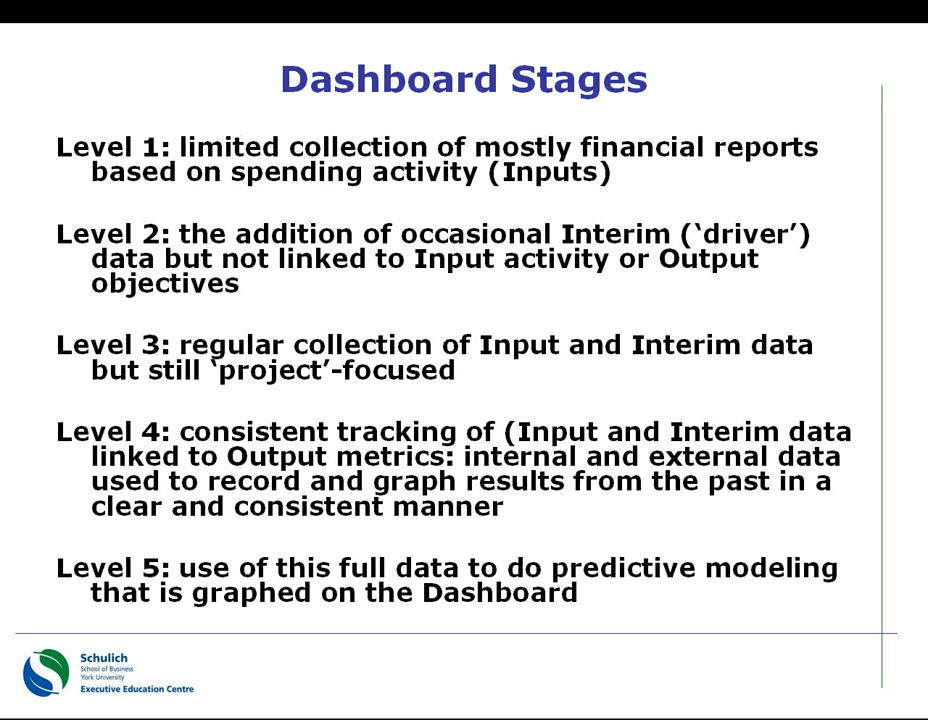 Dashboard Stages
Level 1: limited collection of mostly financial reports
based on spending activity (Inputs)
Level 2: the addition of occasional Interim (‘driver’)
data but not linked to Input activity or Output
objectives
Level 3: regular collection of Input and Interim data
but still ‘project’-focused
Level 4: consistent tracking of (Input and Interim data
linked to Output metrics: internal and external data
used to record and graph results from the past in a
clear and consistent manner
Level 5: use of this full data to do predictive modeling
that is graphed on the Dashboard
Schulich
School of Business
York University
Executive Education Centre